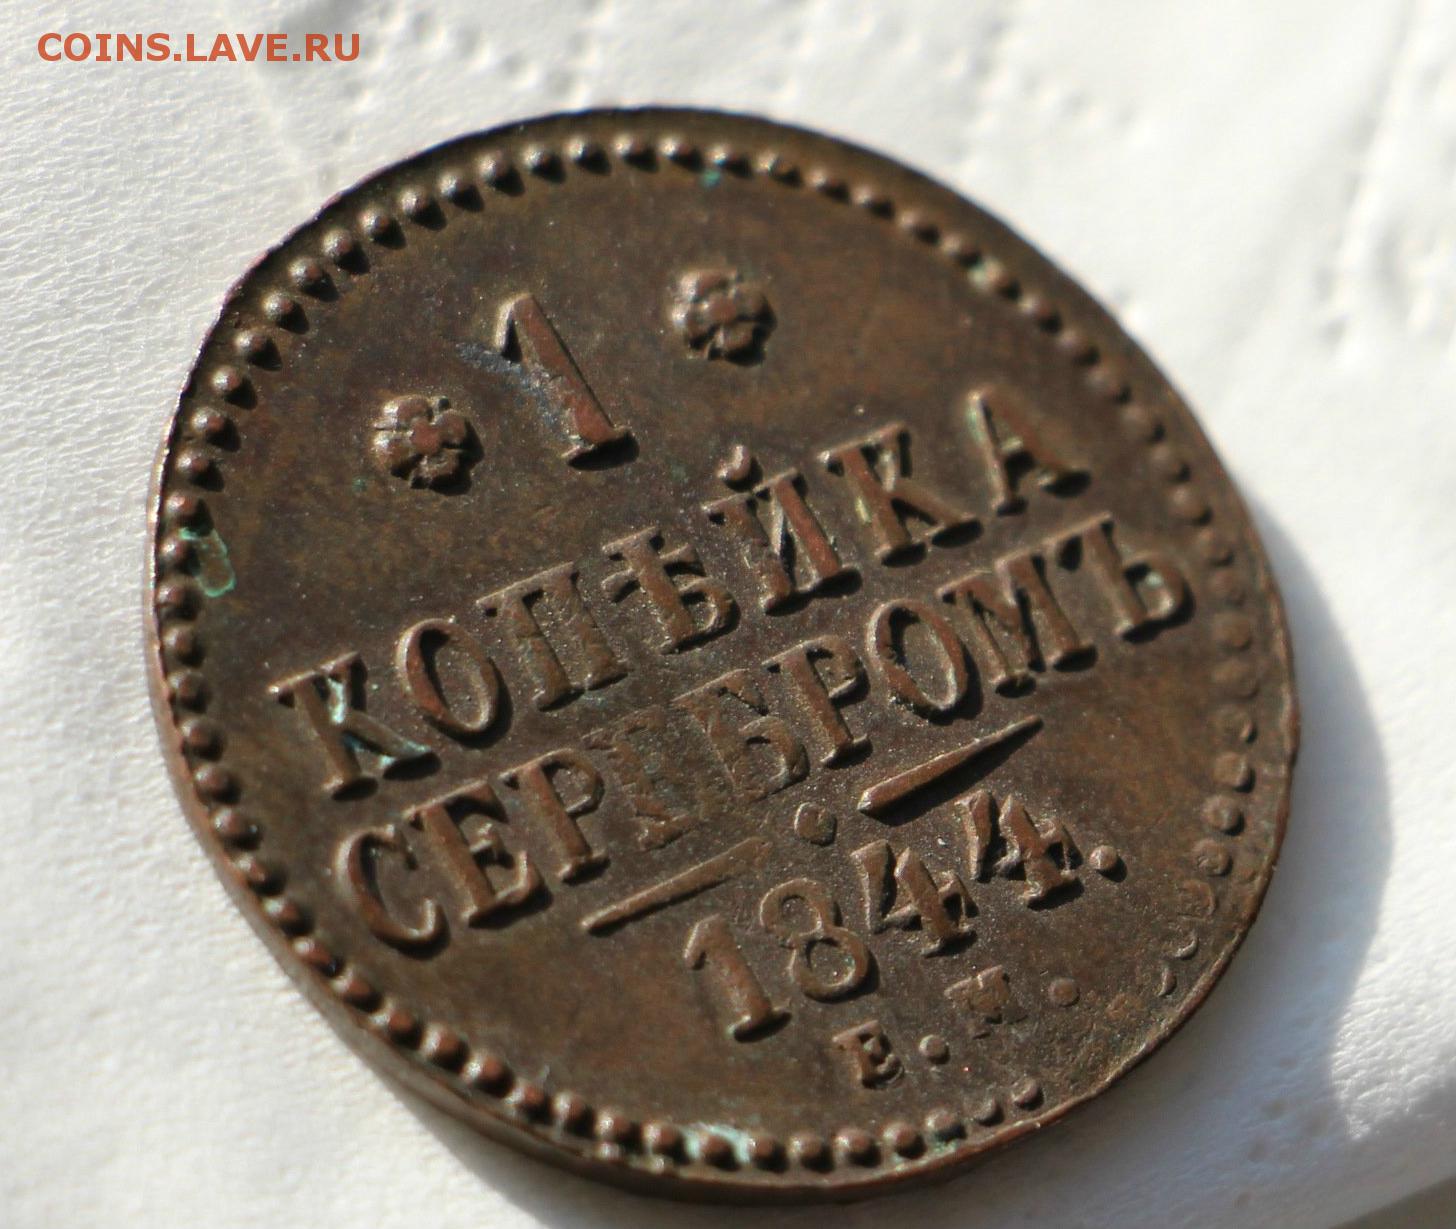 COINS.LAVE.RU
1
КОПѢЙКА
СЕРЕБРОМЪ
1844.
Е. М.